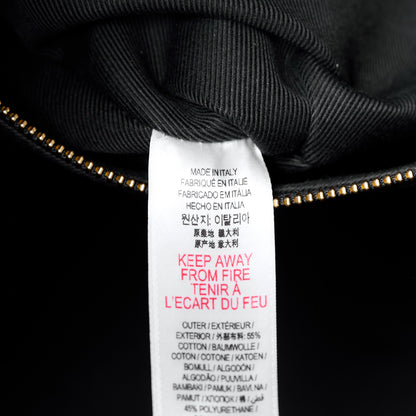 MADE IN ITALY
FABRIQUÉ EN ITALIE
FABRICADO EM ITÁLIA
HECHO EN ITALIA
원산지: 이탈리아
原產地 義大利
原产地 意大利
KEEP AWAY
FROM FIRE
TENIR À
L'ECART DU FEU
OUTER / EXTÉRIEUR /
EXTERIOR / 外部布料: 55%
COTTON / BAUMWOLLE /
COTON / COTONE / KATOEN /
BOMULL / ALGODÓN /
ALGODÃO / PUUVILLA /
BAMBAKI / PAMUK / BAVLNA /
PAMUT / ХЛОПОК / 棉 / قطن
45% POLYURETHANE /